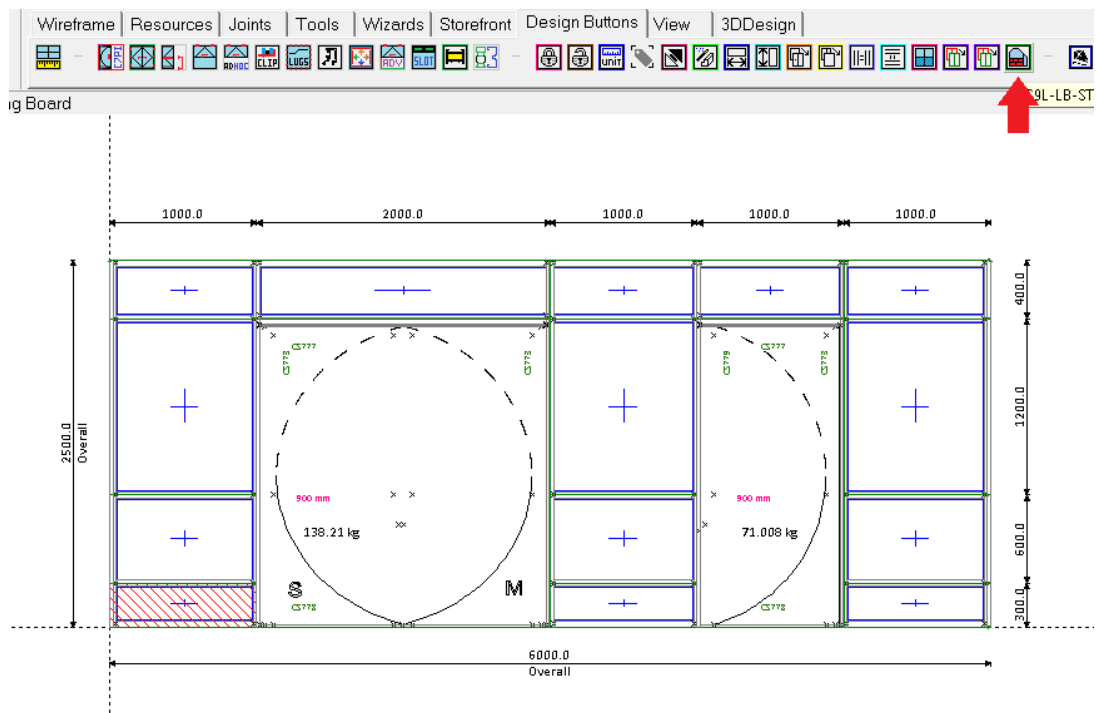 Wireframe Resources Joints Tools Wizards Storefront Design Buttons View 3DDesign
ADHOC CLIP LUGS ADV SLOT UNIT
9L-LB-ST
g Board
1000.0 2000.0 1000.0 1000.0 1000.0
400.0
CS777 CS777
CS773 CS773 CS779 CS773
1200.0
2500.0
Overall
900 mm 900 mm
138.21 kg 71.008 kg
600.0
S M
300.0
CS778 CS778
6000.0
Overall